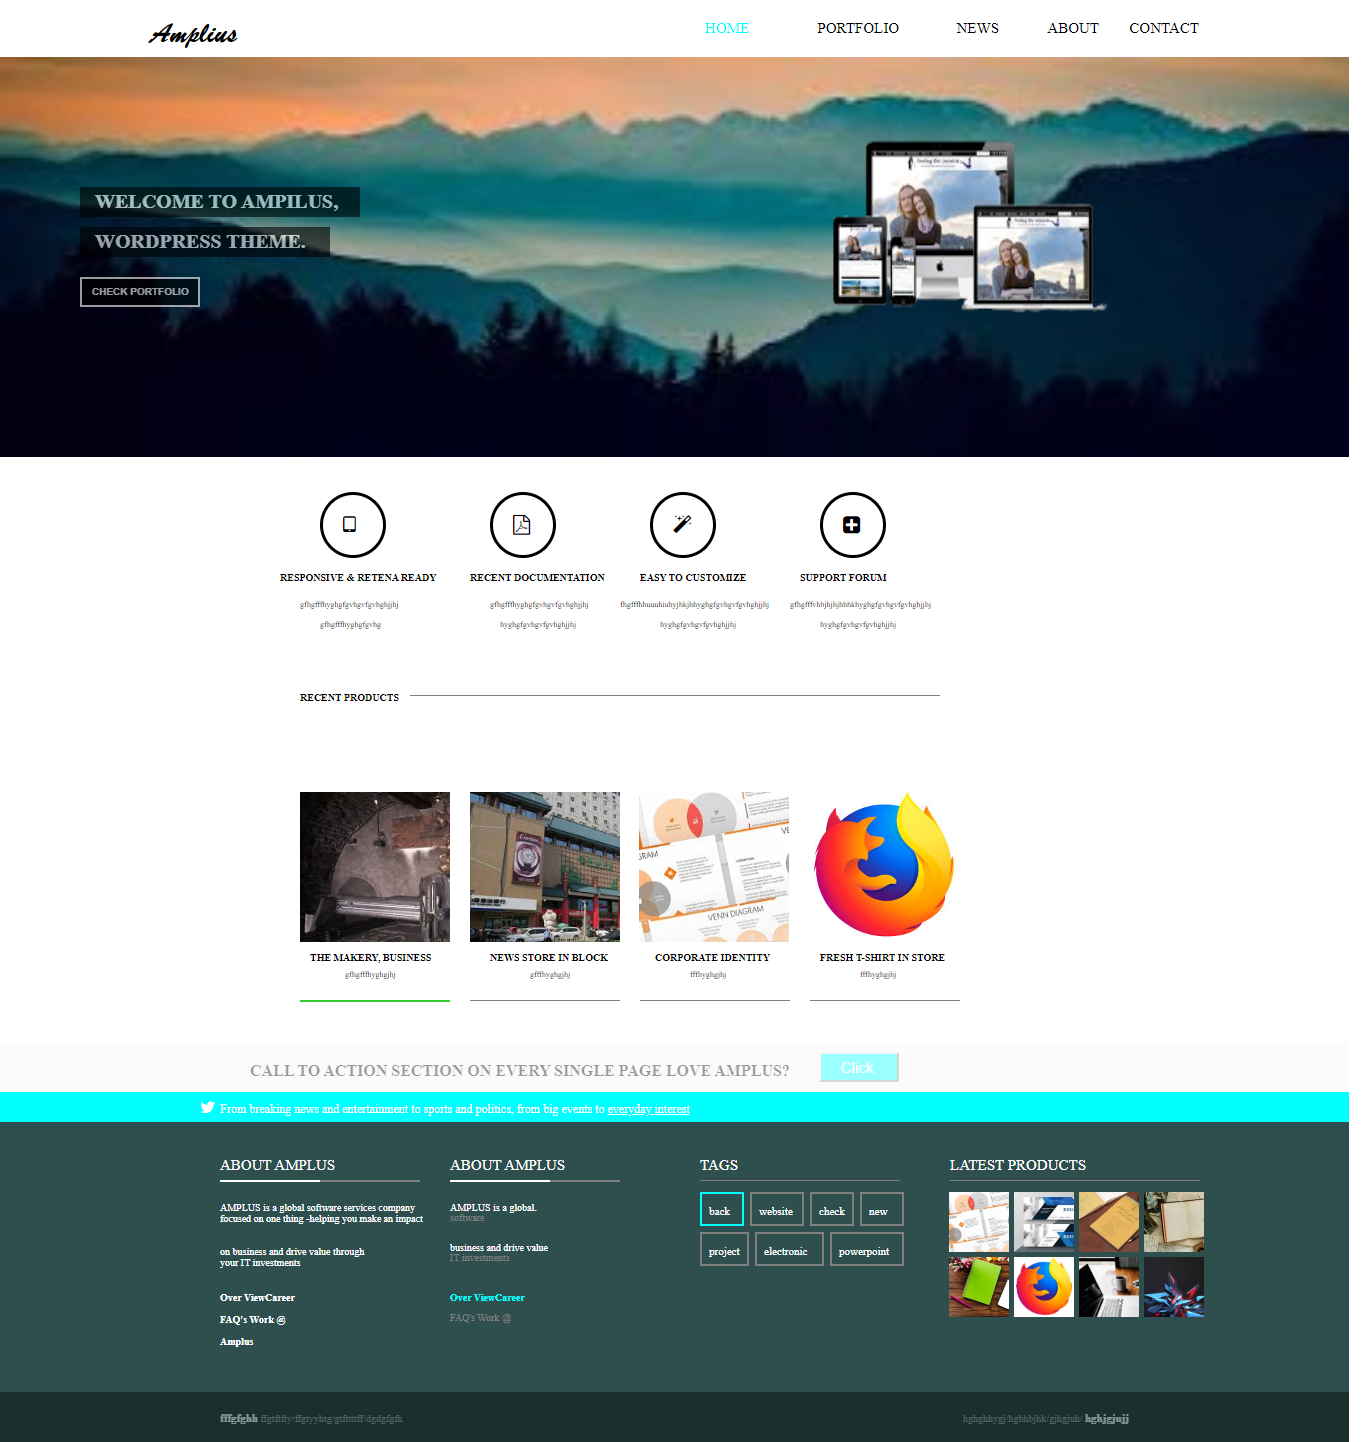 Amplius
HOME PORTFOLIO NEWS ABOUT CONTACT
WELCOME TO AMPILUS,
WORDPRESS THEME.
CHECK PORTFOLIO
RESPONSIVE & RETENA READY RECENT DOCUMENTATION EASY TO CUSTOMIZE SUPPORT FORUM
gfhgfffhyghgfgvhgvfgvhghjjhj gfhgfffhyghgfgvhgvfgvhghjjhj fhgfffhhuuuhiuhyjhkjhhyghgfgvhgvfgvhghjjhj gfhgfffvhbjhjhjhhhkhyghgfgvhgvfgvhghjjhj
gfhgfffhyghgfgvhg hyghgfgvhgvfgvhghjjhj hyghgfgvhgvfgvhghjjhj hyghgfgvhgvfgvhghjjhj
RECENT PRODUCTS
GRAM
VENN DIAGRAM
THE MAKERY, BUSINESS NEWS STORE IN BLOCK CORPORATE IDENTITY FRESH T-SHIRT IN STORE
gfhgfffhyghgjhj gfffhyghgjhj fffhyghgjhj fffhyghgjhj
CALL TO ACTION SECTION ON EVERY SINGLE PAGE LOVE AMPLUS? Click
From breaking news and entertainment to sports and politics, from big events to everyday interest
ABOUT AMPLUS ABOUT AMPLUS TAGS LATEST PRODUCTS
AMPLUS is a global software services company
focused on one thing -helping you make an impact
on business and drive value through
your IT investments
Over ViewCareer
FAQ's Work @
Amplus
AMPLUS is a global.
software
business and drive value
IT investments
Over ViewCareer
FAQ's Work @
back website check new
project electronic powerpoint
fffgfghh ffgtftfty/ffgtyyhtg/gtfttttff/dgdgfgfh hghghhygj/hgbhbjhk/gjhgjuh/ hghjgjujj